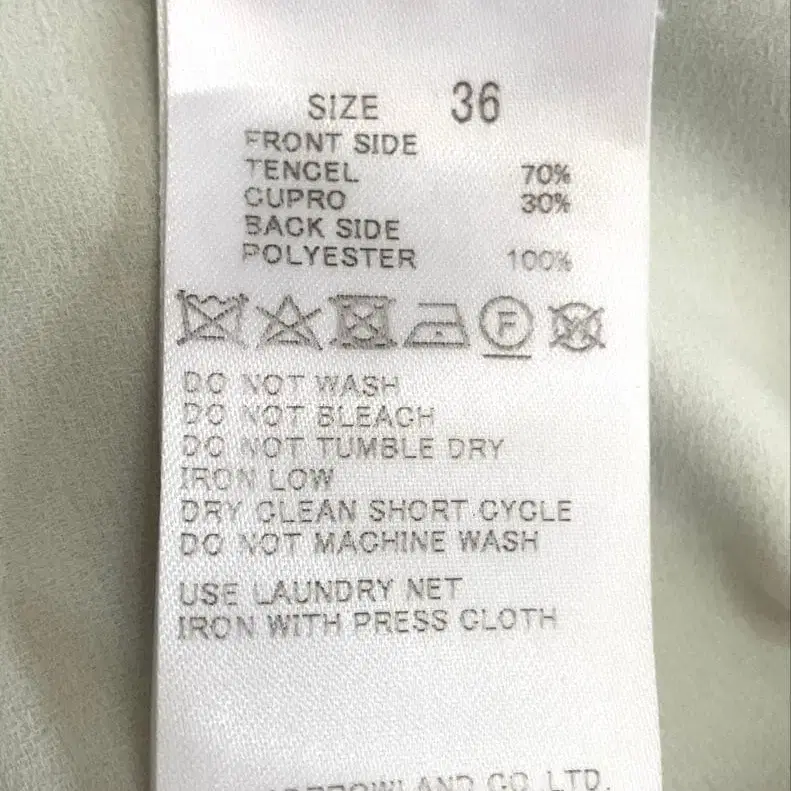 SIZE 36
FRONT SIDE
TENCEL 70%
CUPRO 30%
BACK SIDE
POLYESTER 100%
F W
DO NOT WASH
DO NOT BLEACH
DO NOT TUMBLE DRY
IRON LOW
DRY CLEAN SHORT CYCLE
DO NOT MACHINE WASH
USE LAUNDRY NET
IRON WITH PRESS CLOTH
CO.,LTD.